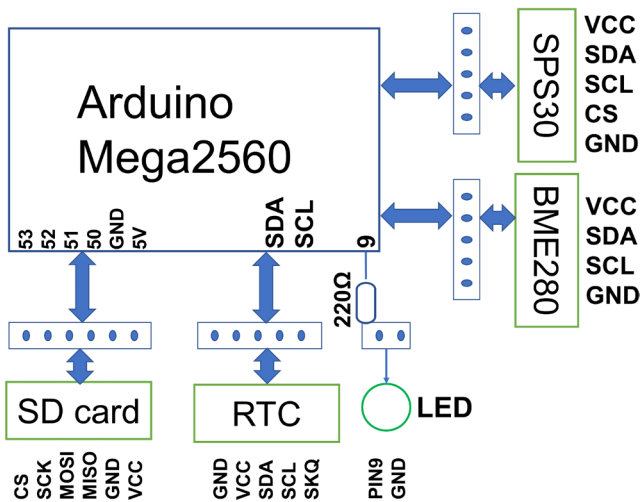 Arduino
Mega2560
53
52
51
50
GND
5V
SDA
SCL
9
220Ω
SPS30
VCC
SDA
SCL
CS
GND
BME280
VCC
SDA
SCL
GND
SD card
RTC
LED
CS
SCK
MOSI
MISO
GND
VCC
GND
VCC
SDA
SCL
SKQ
PIN9
GND